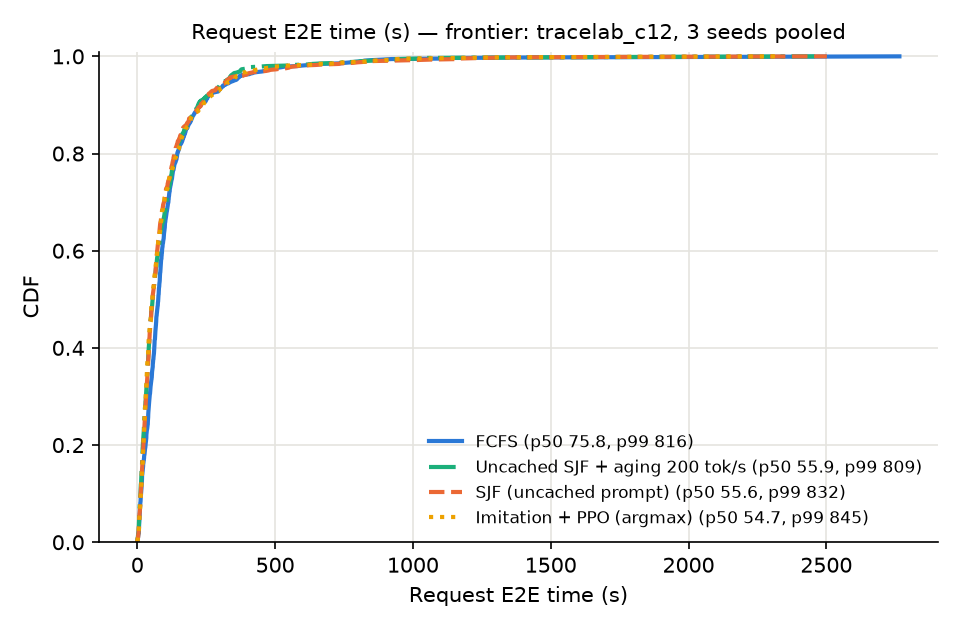 Request E2E time (s) — frontier: tracelab_c12, 3 seeds pooled
1.0
0.8
0.6
0.4
0.2
0.0
CDF
FCFS (p50 75.8, p99 816)
Uncached SJF + aging 200 tok/s (p50 55.9, p99 809)
SJF (uncached prompt) (p50 55.6, p99 832)
Imitation + PPO (argmax) (p50 54.7, p99 845)
0 500 1000 1500 2000 2500
Request E2E time (s)